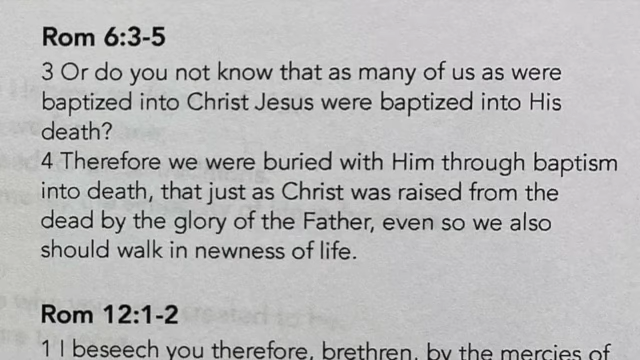 Rom 6:3-5
3 Or do you not know that as many of us as were
baptized into Christ Jesus were baptized into His
death?
4 Therefore we were buried with Him through baptism
into death, that just as Christ was raised from the
dead by the glory of the Father, even so we also
should walk in newness of life.
Rom 12:1-2
1 I beseech you therefore, brethren, by the mercies of